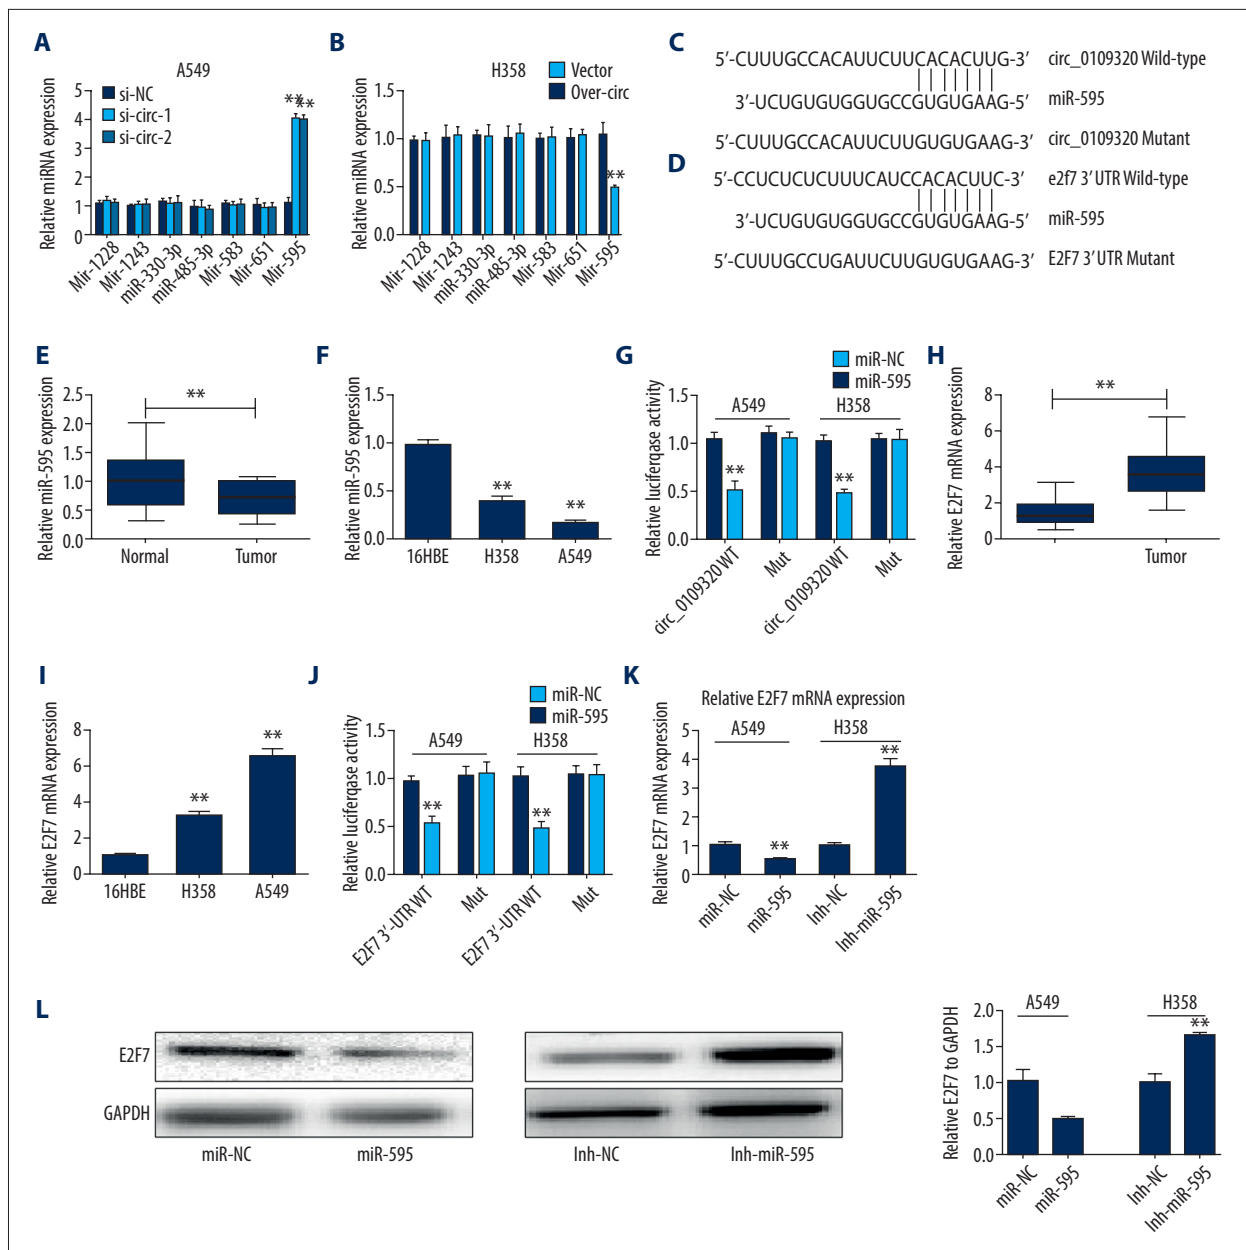 A
A549
Relative miRNA expression
5
4
3
2
1
0
si-NC
si-circ-1
si-circ-2
**
**
Mir-1228
Mir-1243
miR-330-3p
miR-485-3p
Mir-583
Mir-651
Mir-595
B
H358
Vector
Over-circ
Relative miRNA expression
1.5
1.0
0.5
0.0
**
Mir-1228
Mir-1243
miR-330-3p
miR-485-3p
Mir-583
Mir-651
Mir-595
C
5′-CUUUGCCACAUUCUUCACACUUG-3′ circ_0109320 Wild-type
3′-UCUGUGUGGUGCCGUGUGAAG-5′ miR-595
5′-CUUUGCCACAUUCUUGUGUGAAG-3′ circ_0109320 Mutant
D
5′-CCUCUCUCUUUCAUCCACACUUC-3′ e2f7 3′UTR Wild-type
3′-UCUGUGUGGUGCCGUGUGAAG-5′ miR-595
5′-CUUUGCCUGAUUCUUGUGUGAAG-3′ E2F7 3′UTR Mutant
E
Relative miR-595 expression
2.5
2.0
1.5
1.0
0.5
0.0
**
Normal
Tumor
F
Relative miR-595 expression
1.5
1.0
0.5
0.0
**
**
16HBE
H358
A549
G
miR-NC
miR-595
Relative luciferqase activity
1.5
1.0
0.5
0.0
A549
H358
**
**
circ_0109320 WT
Mut
circ_0109320 WT
Mut
H
Relative E2F7 mRNA expression
8
6
4
2
0
**
Tumor
I
Relative E2F7 mRNA expression
8
6
4
2
0
**
**
16HBE
H358
A549
J
miR-NC
miR-595
Relative luciferqase activity
1.5
1.0
0.5
0.0
A549
H358
**
**
E2F7 3′-UTR WT
Mut
E2F7 3′-UTR WT
Mut
K
Relative E2F7 mRNA expression
Relative E2F7 mRNA expression
5
4
3
2
1
0
A549
H358
**
**
miR-NC
miR-595
Inh-NC
Inh-miR-595
L
E2F7
GAPDH
miR-NC
miR-595
Inh-NC
Inh-miR-595
Relative E2F7 to GAPDH
2.0
1.5
1.0
0.5
0.0
A549
H358
**
miR-NC
miR-595
Inh-NC
Inh-miR-595